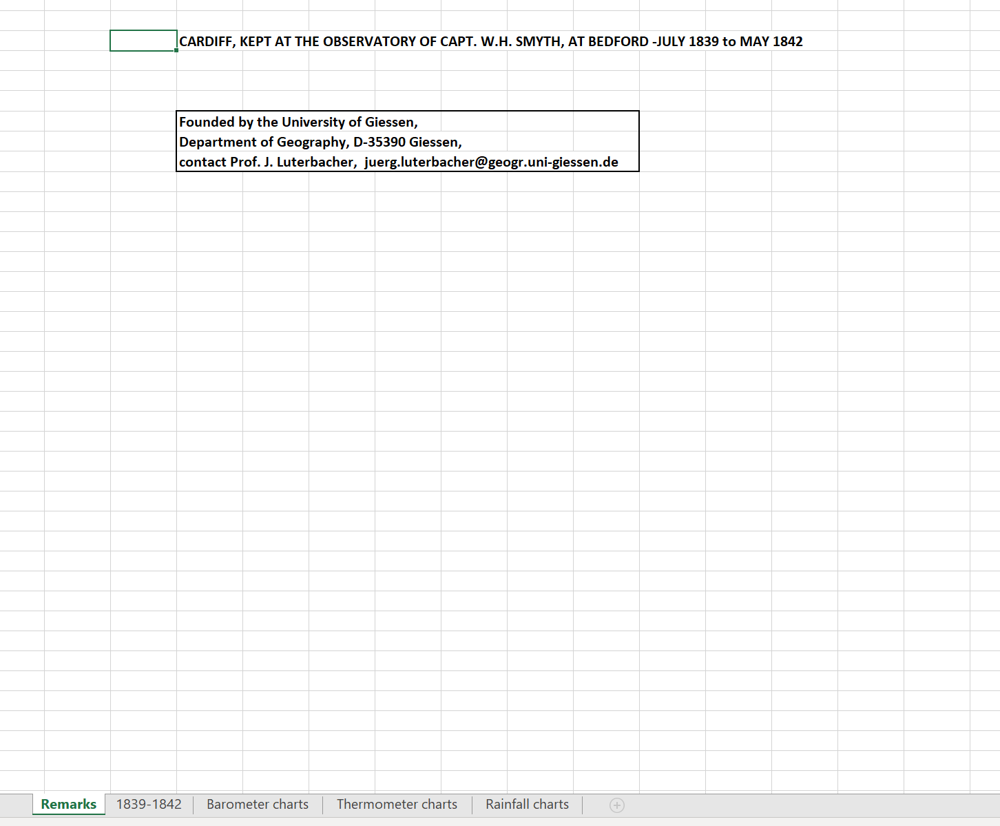 CARDIFF, KEPT AT THE OBSERVATORY OF CAPT. W.H. SMYTH, AT BEDFORD -JULY 1839 to MAY 1842
Founded by the University of Giessen,
Department of Geography, D-35390 Giessen,
contact Prof. J. Luterbacher,  juerg.luterbacher@geogr.uni-giessen.de
Remarks 1839-1842 Barometer charts Thermometer charts Rainfall charts